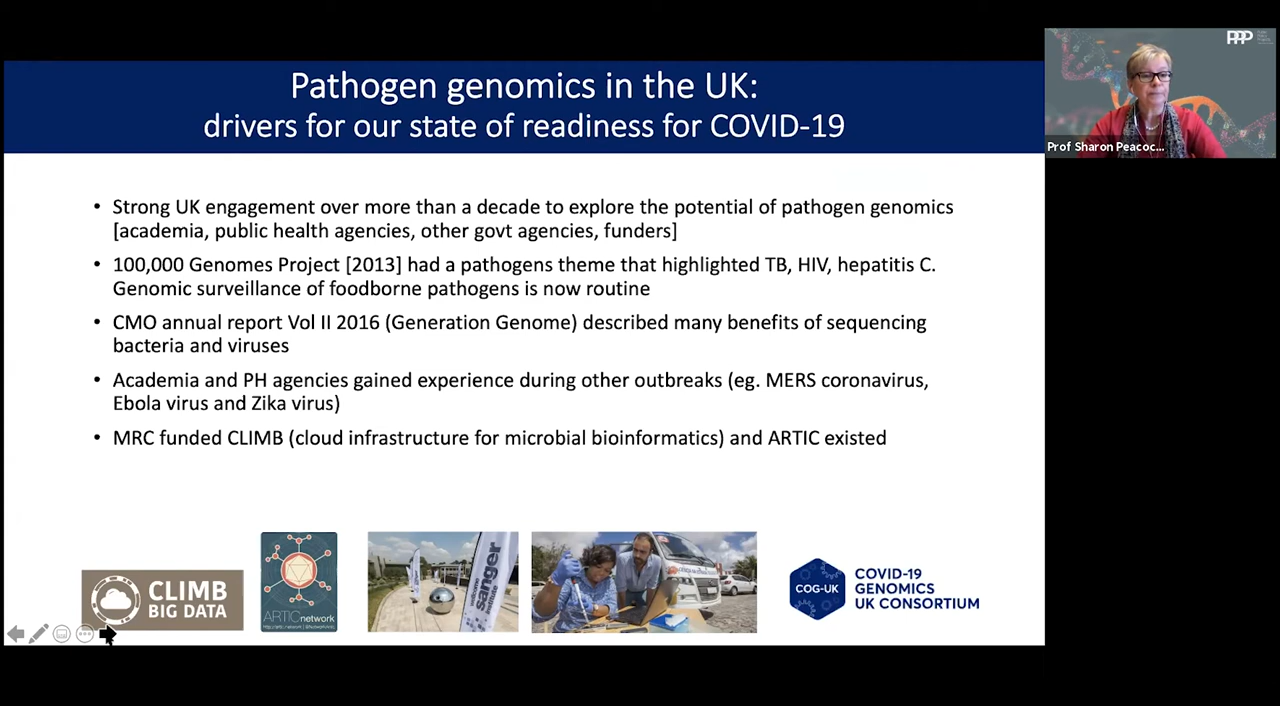 Pathogen genomics in the UK:
drivers for our state of readiness for COVID-19
• Strong UK engagement over more than a decade to explore the potential of pathogen genomics
[academia, public health agencies, other govt agencies, funders]
• 100,000 Genomes Project [2013] had a pathogens theme that highlighted TB, HIV, hepatitis C.
Genomic surveillance of foodborne pathogens is now routine
• CMO annual report Vol II 2016 (Generation Genome) described many benefits of sequencing
bacteria and viruses
• Academia and PH agencies gained experience during other outbreaks (eg. MERS coronavirus,
Ebola virus and Zika virus)
• MRC funded CLIMB (cloud infrastructure for microbial bioinformatics) and ARTIC existed
CLIMB
BIG DATA
ARTICnetwork
sanger
COG-UK
COVID-19
GENOMICS
UK CONSORTIUM
PPP
Prof Sharon Peacoc...